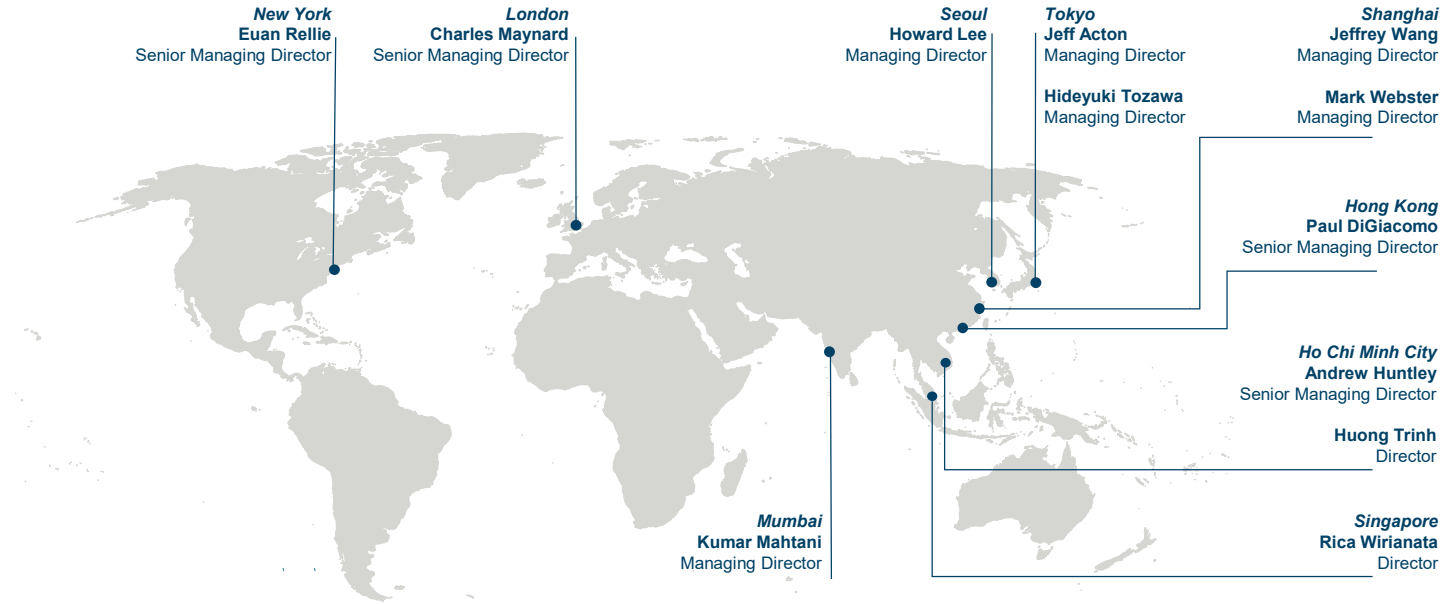 New York
Euan Rellie
Senior Managing Director
London
Charles Maynard
Senior Managing Director
Seoul
Howard Lee
Managing Director
Tokyo
Jeff Acton
Managing Director
Hideyuki Tozawa
Managing Director
Shanghai
Jeffrey Wang
Managing Director
Mark Webster
Managing Director
Hong Kong
Paul DiGiacomo
Senior Managing Director
Ho Chi Minh City
Andrew Huntley
Senior Managing Director
Huong Trinh
Director
Mumbai
Kumar Mahtani
Managing Director
Singapore
Rica Wirianata
Director